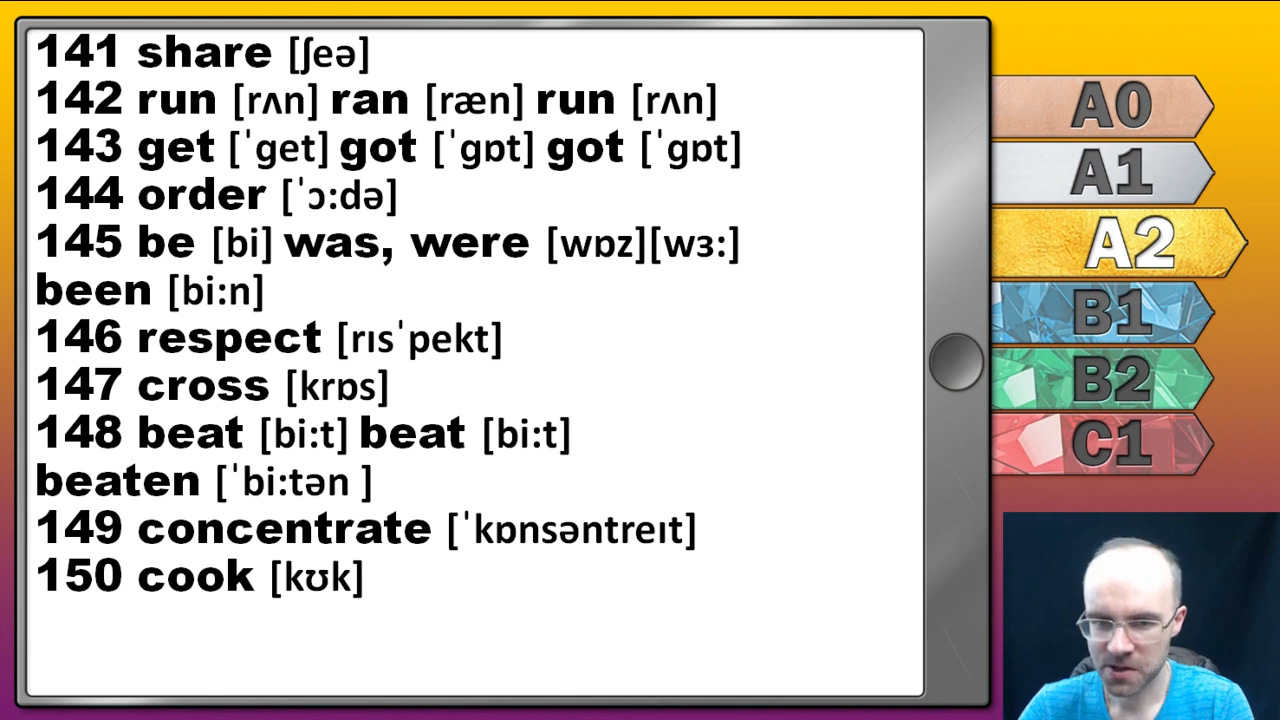 141 share [ʃeə]
142 run [rʌn] ran [ræn] run [rʌn]
143 get [ˈget] got [ˈgɒt] got [ˈgɒt]
144 order [ˈɔ:də]
145 be [bi] was, were [wɒz][wɜ:]
been [bi:n]
146 respect [rɪsˈpekt]
147 cross [krɒs]
148 beat [bi:t] beat [bi:t]
beaten [ˈbi:tən ]
149 concentrate [ˈkɒnsəntreɪt]
150 cook [kʊk]
A0
A1
A2
B1
B2
C1